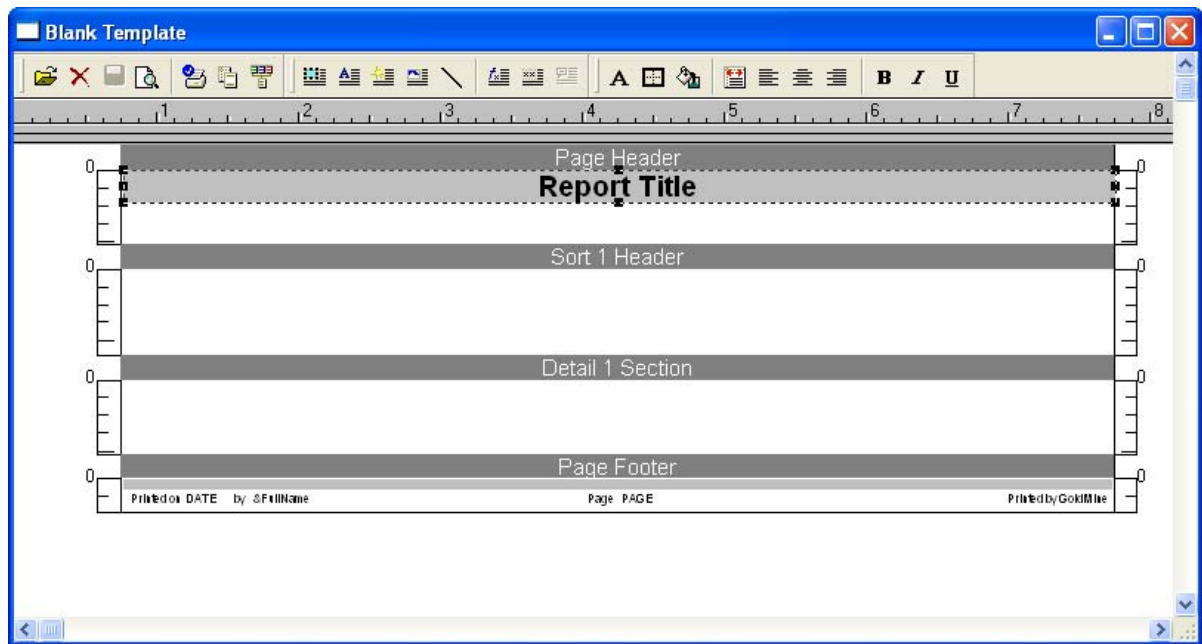 Blank Template
A B I U
1 2 3 4 5 6 7 8
Page Header
0 0
Report Title
Sort 1 Header
0 0
Detail 1 Section
0 0
Page Footer
0 0
Printed on DATE by &FullName Page PAGE Printed by GoldMine